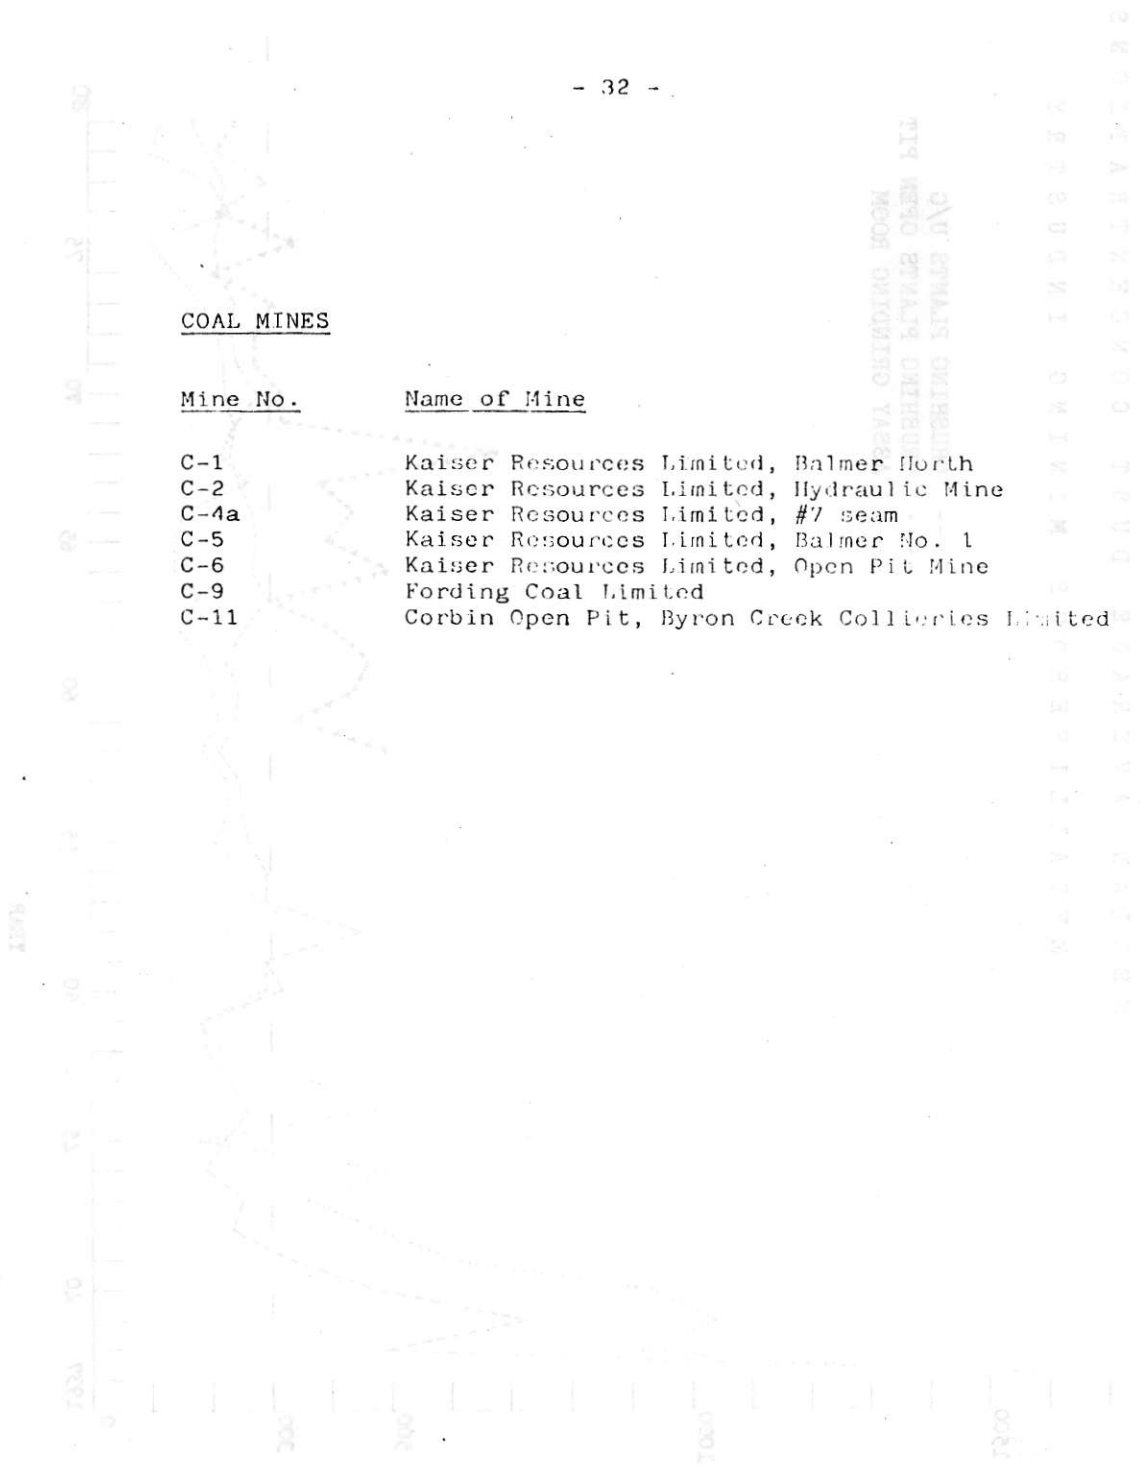 - 32 -
COAL MINES
Mine No. Name of Mine
C-1 Kaiser Resources Limited, Balmer North
C-2 Kaiser Resources Limited, Hydraulic Mine
C-4a Kaiser Resources Limited, #7 seam
C-5 Kaiser Resources Limited, Balmer No. 1
C-6 Kaiser Resources Limited, Open Pit Mine
C-9 Fording Coal Limited
C-11 Corbin Open Pit, Byron Creek Collieries Limited